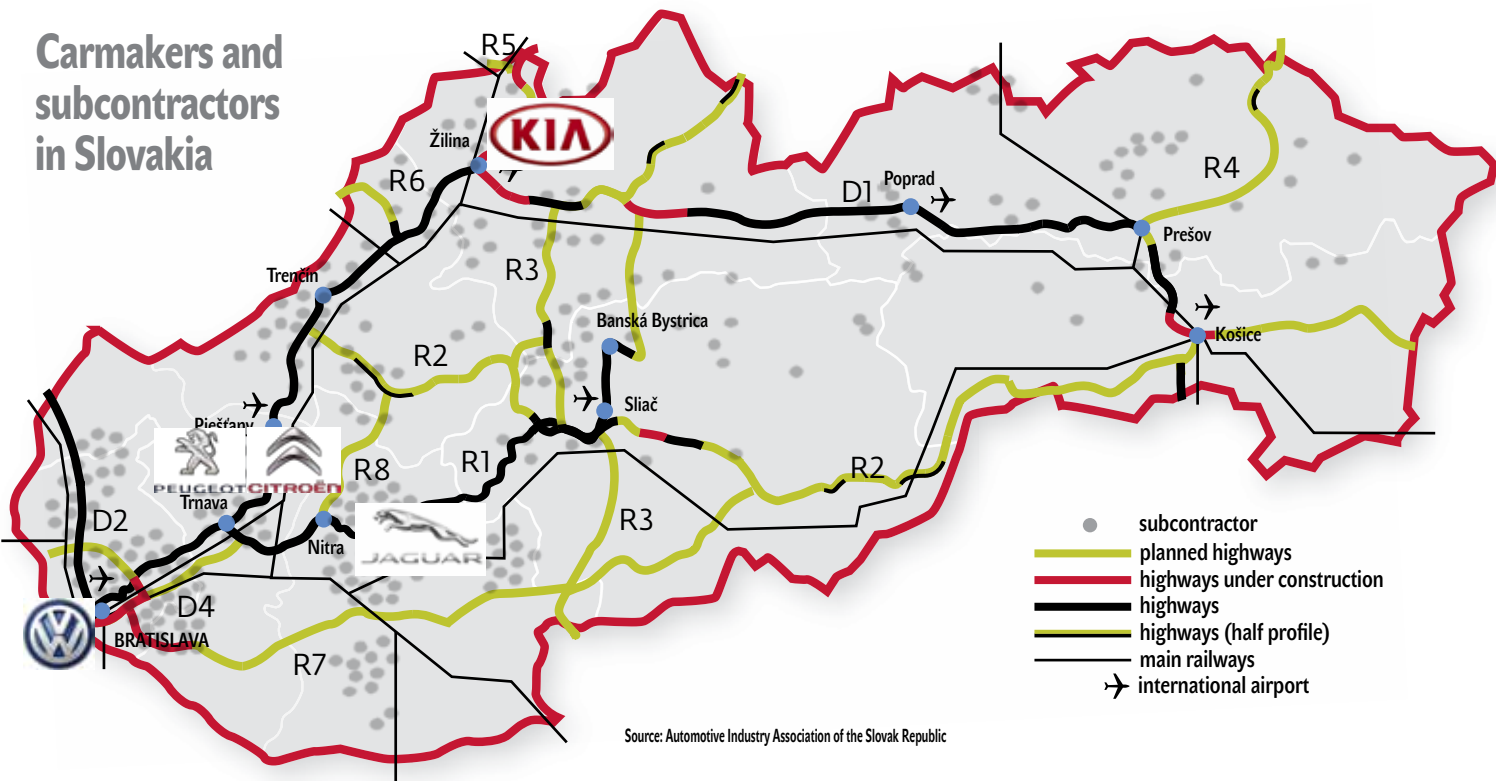 Carmakers and
subcontractors
in Slovakia
R5
KIA
Žilina
R6
D1
Poprad
R4
Prešov
Trenčín
R3
Banská Bystrica
Košice
R2
Sliač
Piešťany
PEUGEOT
CITROËN
R8
R1
R2
Trnava
D2
Nitra
JAGUAR
R3
D4
VW
BRATISLAVA
R7
subcontractor
planned highways
highways under construction
highways
highways (half profile)
main railways
international airport
Source: Automotive Industry Association of the Slovak Republic